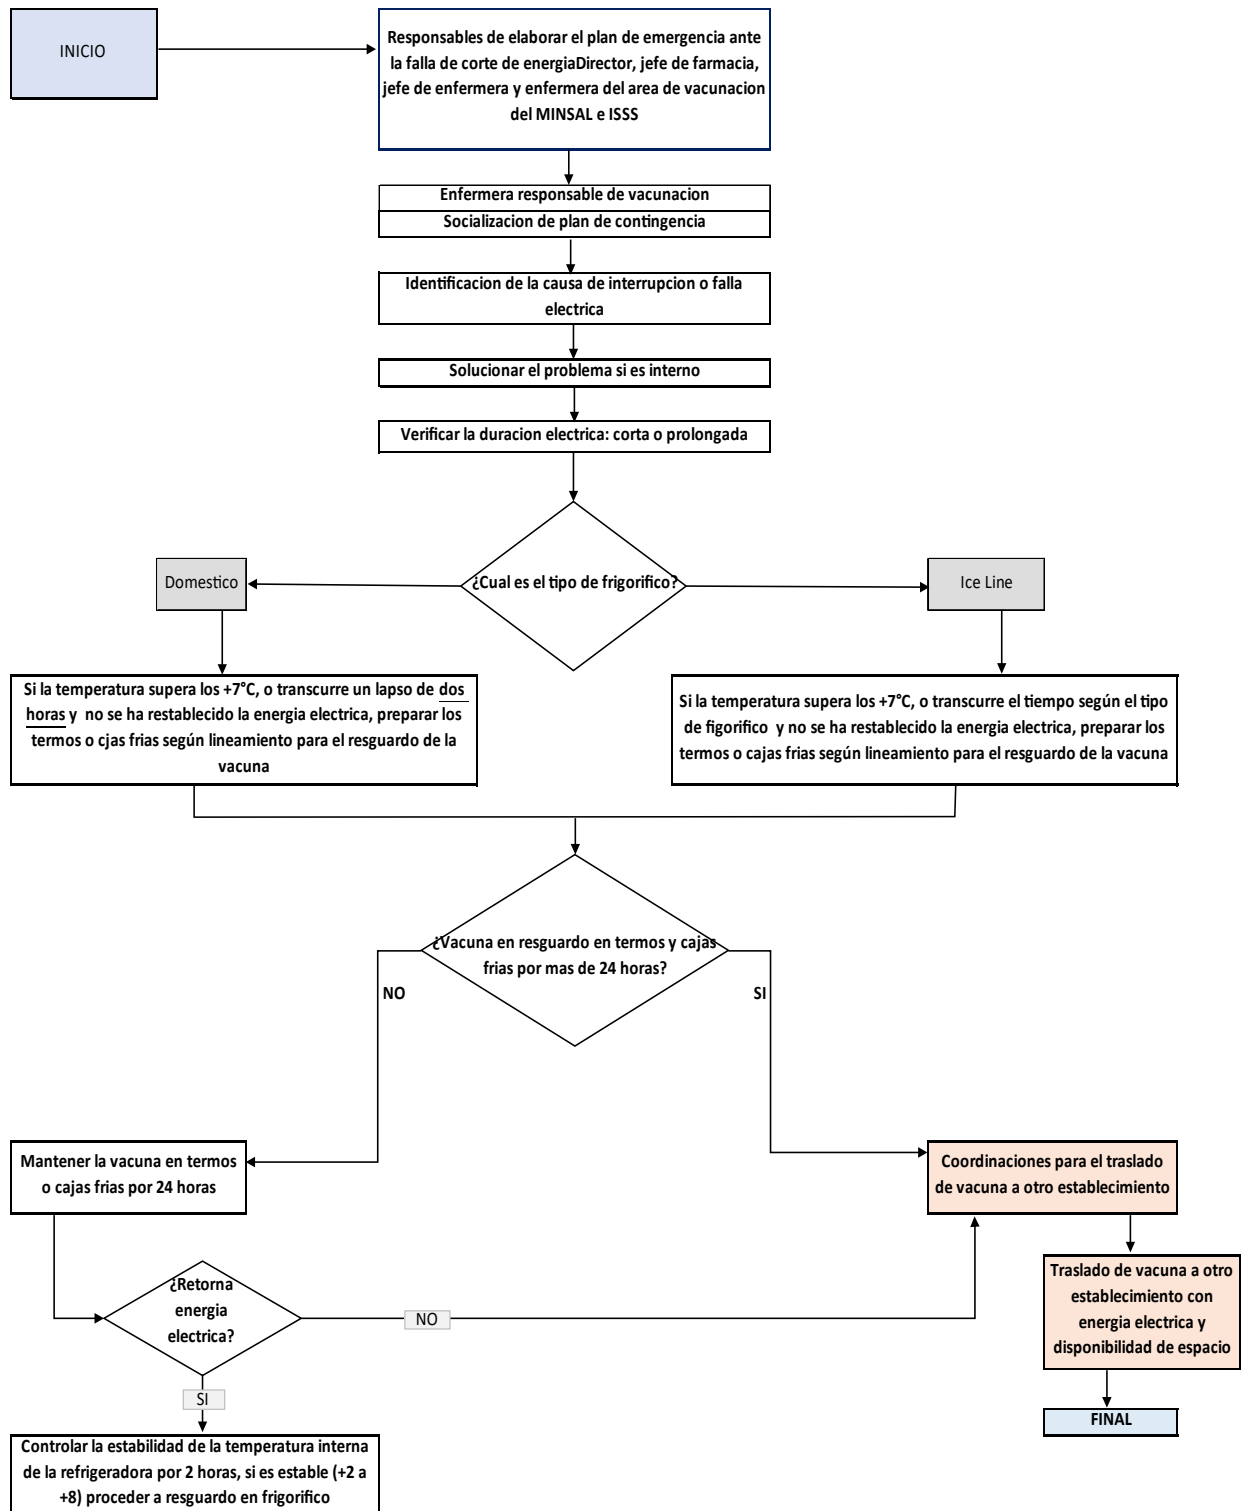 INICIO
Responsables de elaborar el plan de emergencia ante
la falla de corte de energiaDirector, jefe de farmacia,
jefe de enfermera y enfermera del area de vacunacion
del MINSAL e ISSS
Enfermera responsable de vacunacion
Socializacion de plan de contingencia
Identificacion de la causa de interrupcion o falla
electrica
Solucionar el problema si es interno
Verificar la duracion electrica: corta o prolongada
¿Cual es el tipo de frigorifico?
Domestico
Ice Line
Si la temperatura supera los +7°C, o transcurre un lapso de dos
horas y no se ha restablecido la energia electrica, preparar los
termos o cjas frias según lineamiento para el resguardo de la
vacuna
Si la temperatura supera los +7°C, o transcurre el tiempo según el tipo
de figorifico y no se ha restablecido la energia electrica, preparar los
termos o cajas frias según lineamiento para el resguardo de la vacuna
¿Vacuna en resguardo en termos y cajas
frias por mas de 24 horas?
NO
SI
Mantener la vacuna en termos
o cajas frias por 24 horas
Coordinaciones para el traslado
de vacuna a otro establecimiento
¿Retorna
energia
electrica?
NO
Traslado de vacuna a otro
establecimiento con
energia electrica y
disponibilidad de espacio
SI
FINAL
Controlar la estabilidad de la temperatura interna
de la refrigeradora por 2 horas, si es estable (+2 a
+8) proceder a resguardo en frigorifico